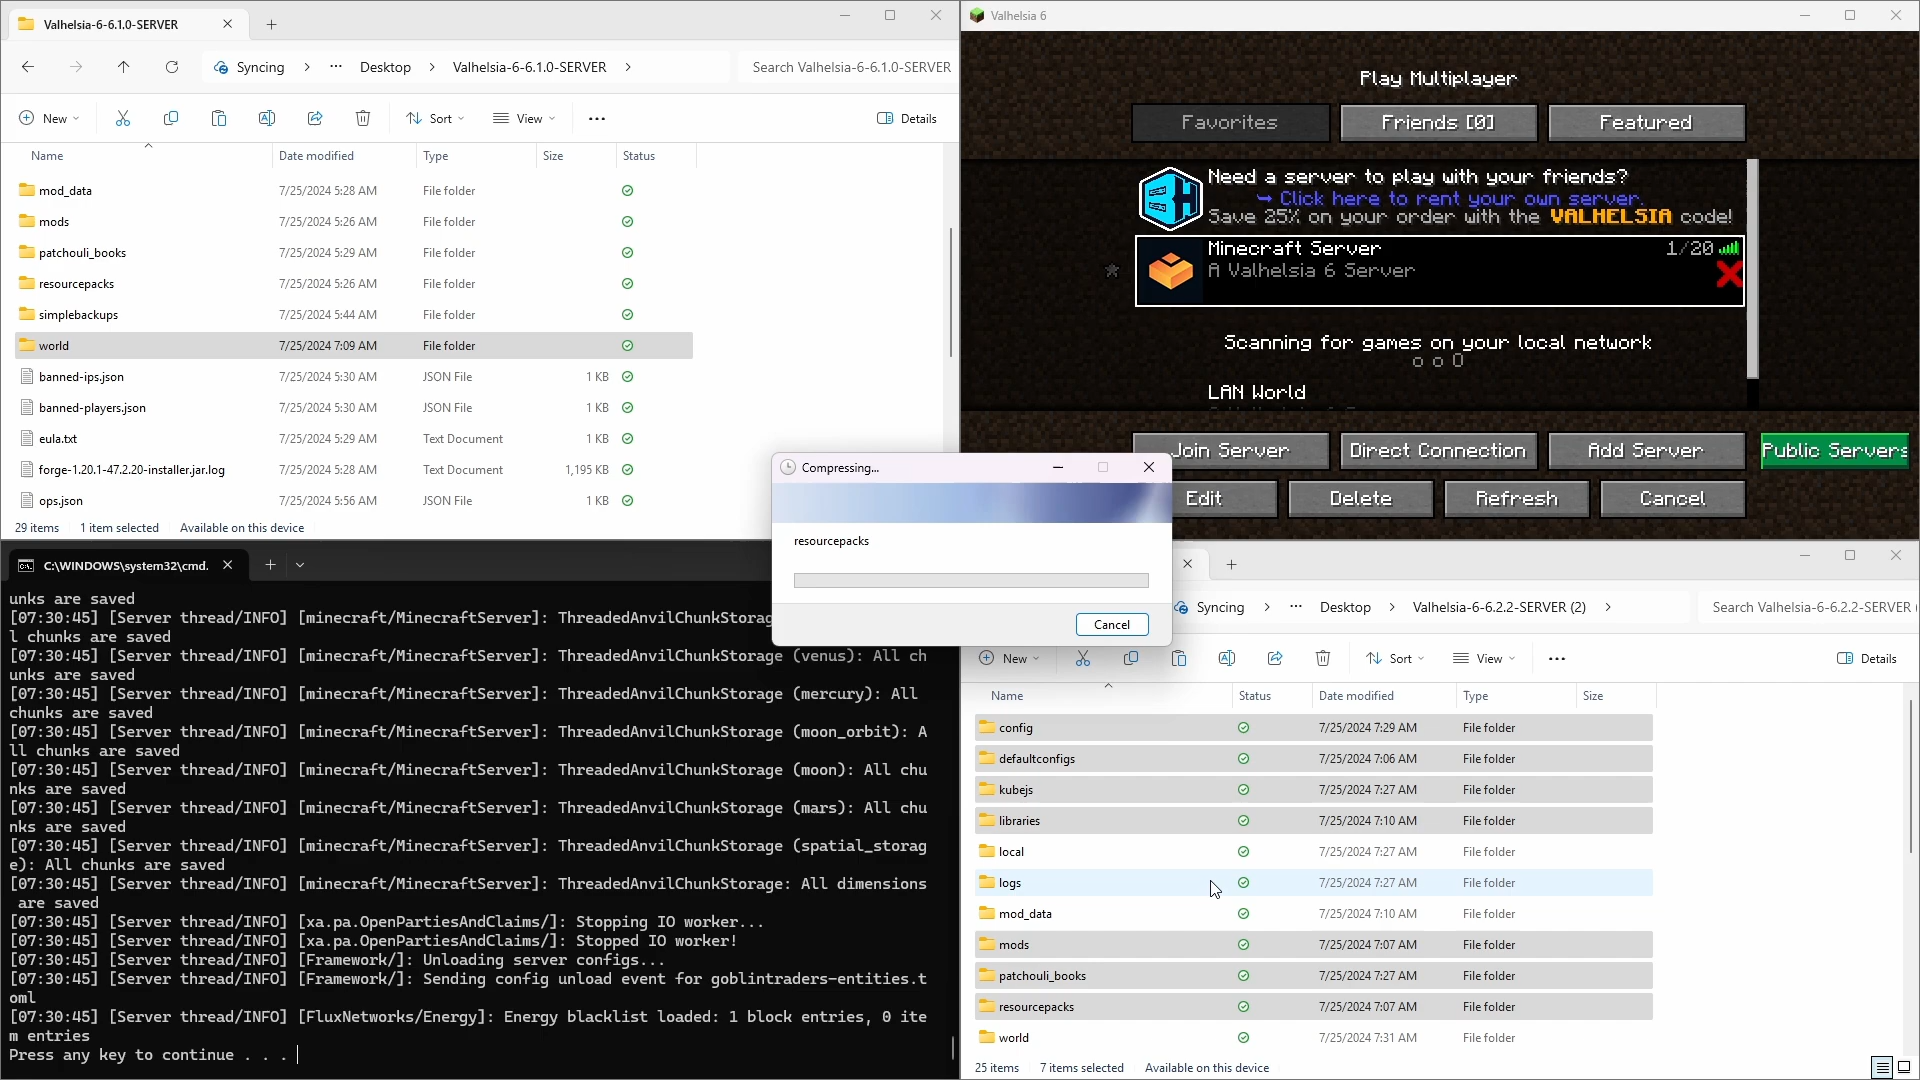 Valhelsia-6-6.1.0-SERVER
Syncing
Desktop
Valhelsia-6-6.1.0-SERVER
Search Valhelsia-6-6.1.0-SERVER
New
Sort
View
Details
Name
Date modified
Type
Size
Status
mod_data 7/25/2024 5:28 AM File folder
mods 7/25/2024 5:26 AM File folder
patchouli_books 7/25/2024 5:29 AM File folder
resourcepacks 7/25/2024 5:26 AM File folder
simplebackups 7/25/2024 5:44 AM File folder
world 7/25/2024 7:09 AM File folder
banned-ips.json 7/25/2024 5:30 AM JSON File 1 KB
banned-players.json 7/25/2024 5:30 AM JSON File 1 KB
eula.txt 7/25/2024 5:29 AM Text Document 1 KB
forge-1.20.1-47.2.20-installer.jar.log 7/25/2024 5:28 AM Text Document 1,195 KB
ops.json 7/25/2024 5:56 AM JSON File 1 KB
29 items 1 item selected Available on this device
Valhelsia 6
Play Multiplayer
Favorites
Friends [0]
Featured
Need a server to play with your friends?
Click here to rent your own server.
Save 25% on your order with the VALHELSIA code!
Minecraft Server 1/20
A Valhelsia 6 Server
Scanning for games on your local network
o o O
LAN World
Join Server
Direct Connection
Add Server
Public Servers
Edit
Delete
Refresh
Cancel
Compressing...
resourcepacks
Cancel
C:\WINDOWS\system32\cmd.
unks are saved
[07:30:45] [Server thread/INFO] [minecraft/MinecraftServer]: ThreadedAnvilChunkStorag
l chunks are saved
[07:30:45] [Server thread/INFO] [minecraft/MinecraftServer]: ThreadedAnvilChunkStorage (venus): All ch
unks are saved
[07:30:45] [Server thread/INFO] [minecraft/MinecraftServer]: ThreadedAnvilChunkStorage (mercury): All
chunks are saved
[07:30:45] [Server thread/INFO] [minecraft/MinecraftServer]: ThreadedAnvilChunkStorage (moon_orbit): A
ll chunks are saved
[07:30:45] [Server thread/INFO] [minecraft/MinecraftServer]: ThreadedAnvilChunkStorage (moon): All chu
nks are saved
[07:30:45] [Server thread/INFO] [minecraft/MinecraftServer]: ThreadedAnvilChunkStorage (mars): All chu
nks are saved
[07:30:45] [Server thread/INFO] [minecraft/MinecraftServer]: ThreadedAnvilChunkStorage (spatial_storag
e): All chunks are saved
[07:30:45] [Server thread/INFO] [minecraft/MinecraftServer]: ThreadedAnvilChunkStorage: All dimensions
are saved
[07:30:45] [Server thread/INFO] [xa.pa.OpenPartiesAndClaims/]: Stopping IO worker...
[07:30:45] [Server thread/INFO] [xa.pa.OpenPartiesAndClaims/]: Stopped IO worker!
[07:30:45] [Server thread/INFO] [Framework/]: Unloading server configs...
[07:30:45] [Server thread/INFO] [Framework/]: Sending config unload event for goblintraders-entities.t
oml
[07:30:45] [Server thread/INFO] [FluxNetworks/Energy]: Energy blacklist loaded: 1 block entries, 0 ite
m entries
Press any key to continue . . .
Syncing
Desktop
Valhelsia-6-6.2.2-SERVER (2)
Search Valhelsia-6-6.2.2-SERVER (
New
Sort
View
Details
Name
Status
Date modified
Type
Size
config 7/25/2024 7:29 AM File folder
defaultconfigs 7/25/2024 7:06 AM File folder
kubejs 7/25/2024 7:27 AM File folder
libraries 7/25/2024 7:10 AM File folder
local 7/25/2024 7:27 AM File folder
logs 7/25/2024 7:27 AM File folder
mod_data 7/25/2024 7:10 AM File folder
mods 7/25/2024 7:07 AM File folder
patchouli_books 7/25/2024 7:27 AM File folder
resourcepacks 7/25/2024 7:07 AM File folder
world 7/25/2024 7:31 AM File folder
25 items 7 items selected Available on this device